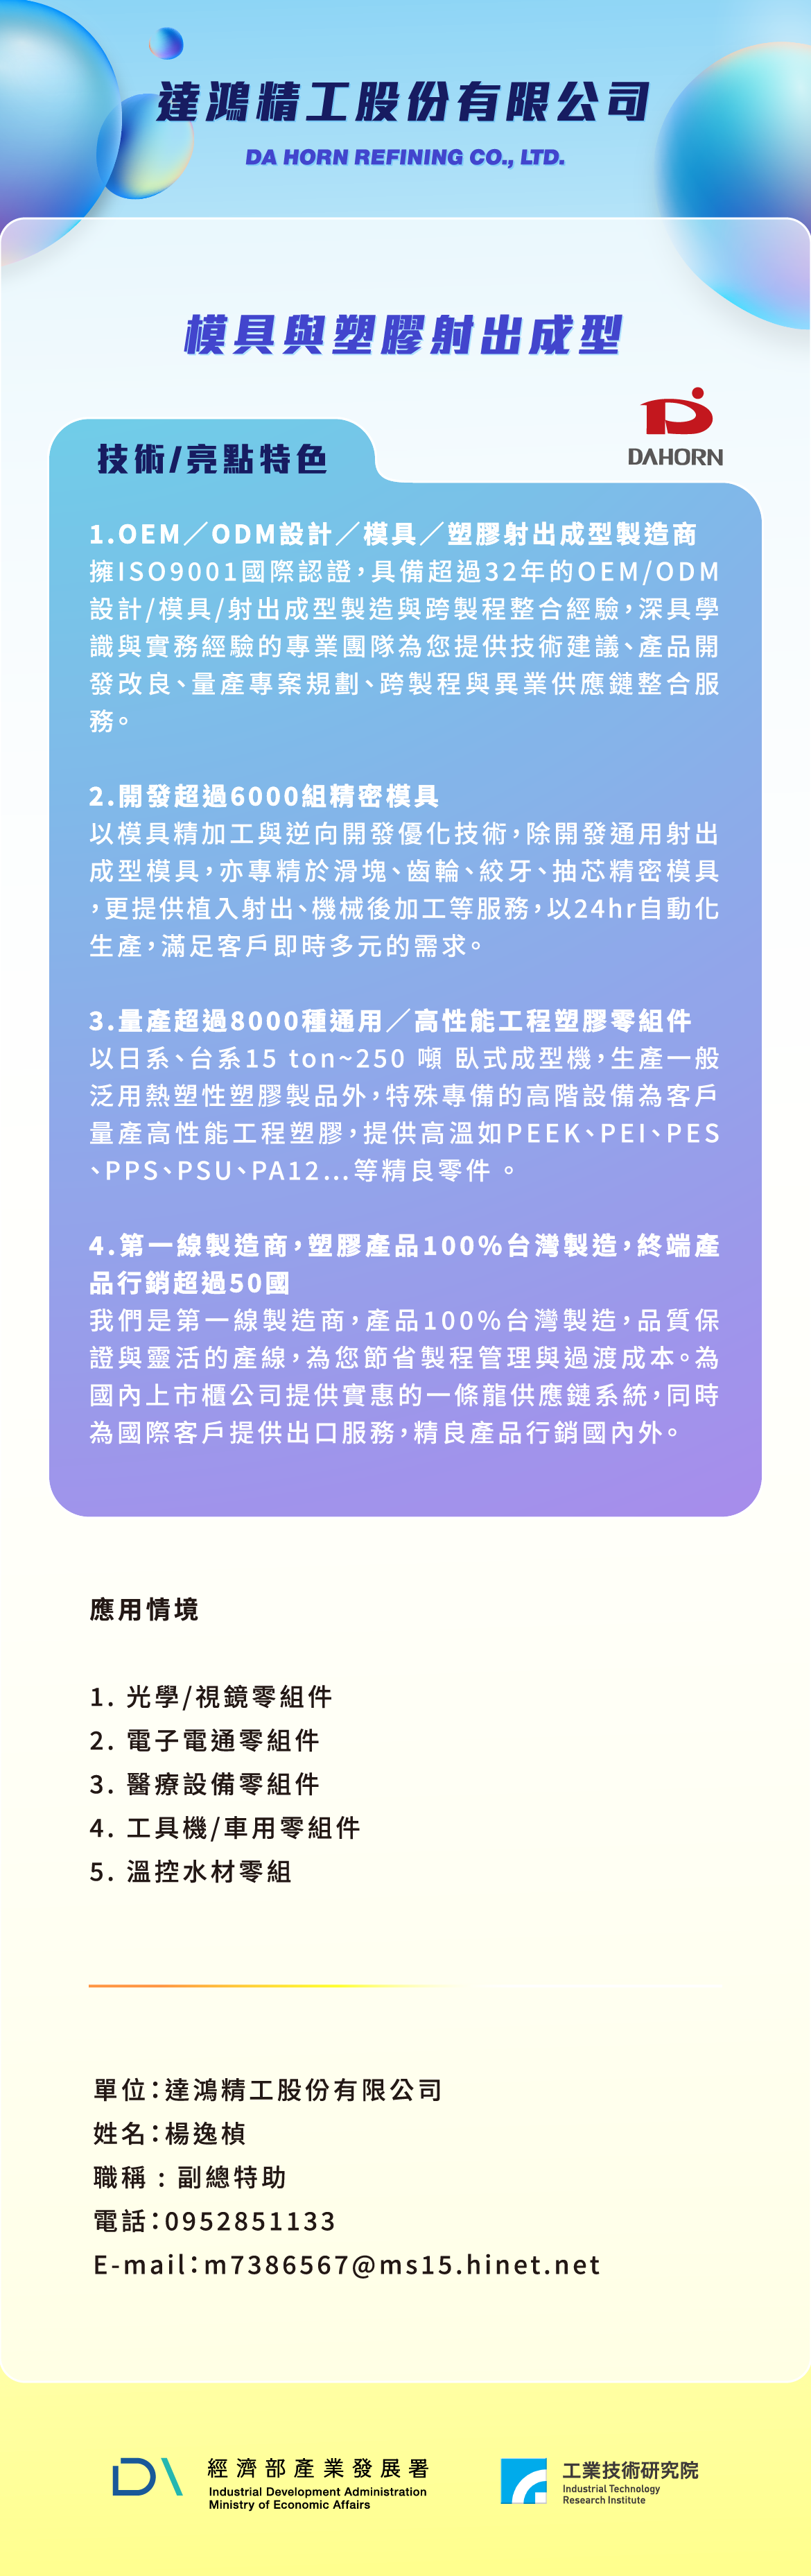 達鴻精工股份有限公司
DA HORN REFINING CO., LTD.
模具與塑膠射出成型
DAHORN
技術/亮點特色
1.OEM／ODM設計／模具／塑膠射出成型製造商
擁ISO9001國際認證，具備超過32年的OEM/ODM
設計/模具/射出成型製造與跨製程整合經驗，深具學
識與實務經驗的專業團隊為您提供技術建議、產品開
發改良、量產專案規劃、跨製程與異業供應鏈整合服
務。
2.開發超過6000組精密模具
以模具精加工與逆向開發優化技術，除開發通用射出
成型模具，亦專精於滑塊、齒輪、絞牙、抽芯精密模具
，更提供植入射出、機械後加工等服務，以24hr自動化
生產，滿足客戶即時多元的需求。
3.量產超過8000種通用／高性能工程塑膠零組件
以日系、台系15 ton~250 噸 臥式成型機，生產一般
泛用熱塑性塑膠製品外，特殊專備的高階設備為客戶
量產高性能工程塑膠，提供高溫如PEEK、PEI、PES
、PPS、PSU、PA12...等精良零件 。
4.第一線製造商，塑膠產品100%台灣製造，終端產
品行銷超過50國
我們是第一線製造商，產品100%台灣製造，品質保
證與靈活的產線，為您節省製程管理與過渡成本。為
國內上市櫃公司提供實惠的一條龍供應鏈系統，同時
為國際客戶提供出口服務，精良產品行銷國內外。
應用情境
1. 光學/視鏡零組件
2. 電子電通零組件
3. 醫療設備零組件
4. 工具機/車用零組件
5. 溫控水材零組
單位：達鴻精工股份有限公司
姓名：楊逸楨
職稱 : 副總特助
電話：0952851133
E-mail：m7386567@ms15.hinet.net
經濟部產業發展署
Industrial Development Administration
Ministry of Economic Affairs
工業技術研究院
Industrial Technology
Research Institute